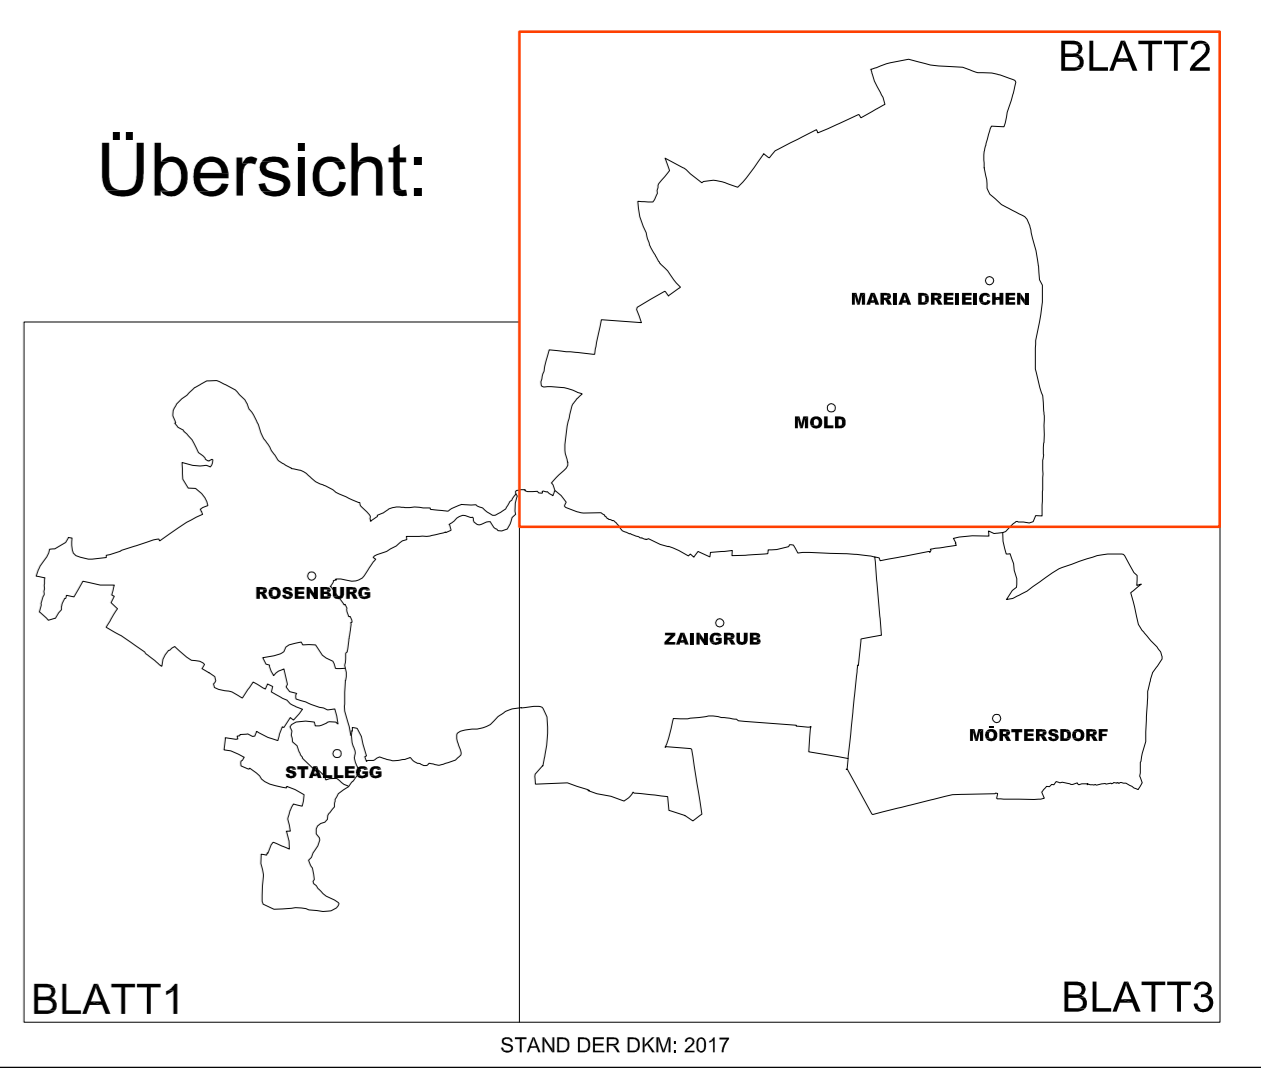 BLATT2
Übersicht:
MARIA DREIEICHEN
MOLD
ROSENBURG
ZAINGRUB
MÖRTERSDORF
STALLEGG
BLATT1
BLATT3
STAND DER DKM: 2017